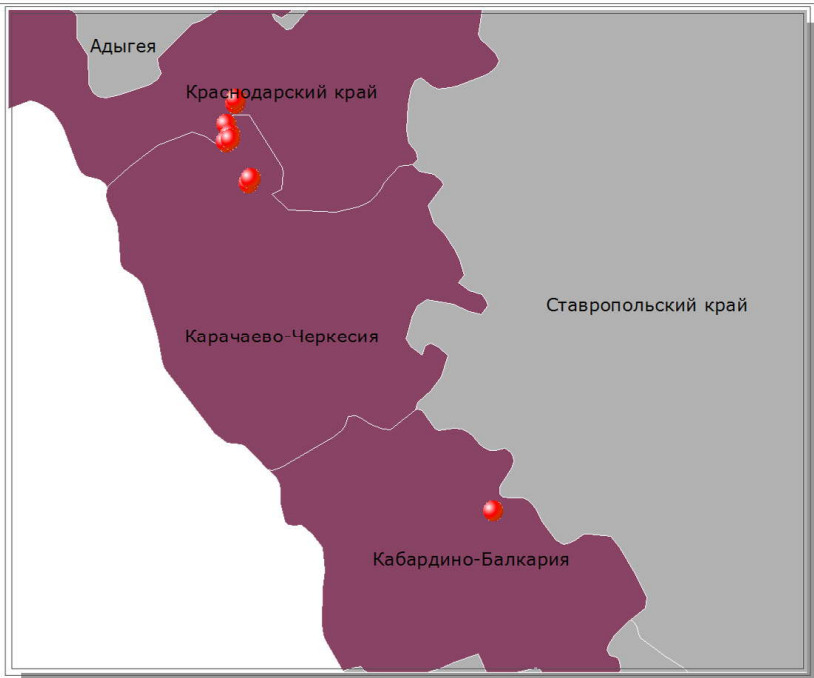 Адыгея
Краснодарский край
Ставропольский край
Карачаево-Черкесия
Кабардино-Балкария